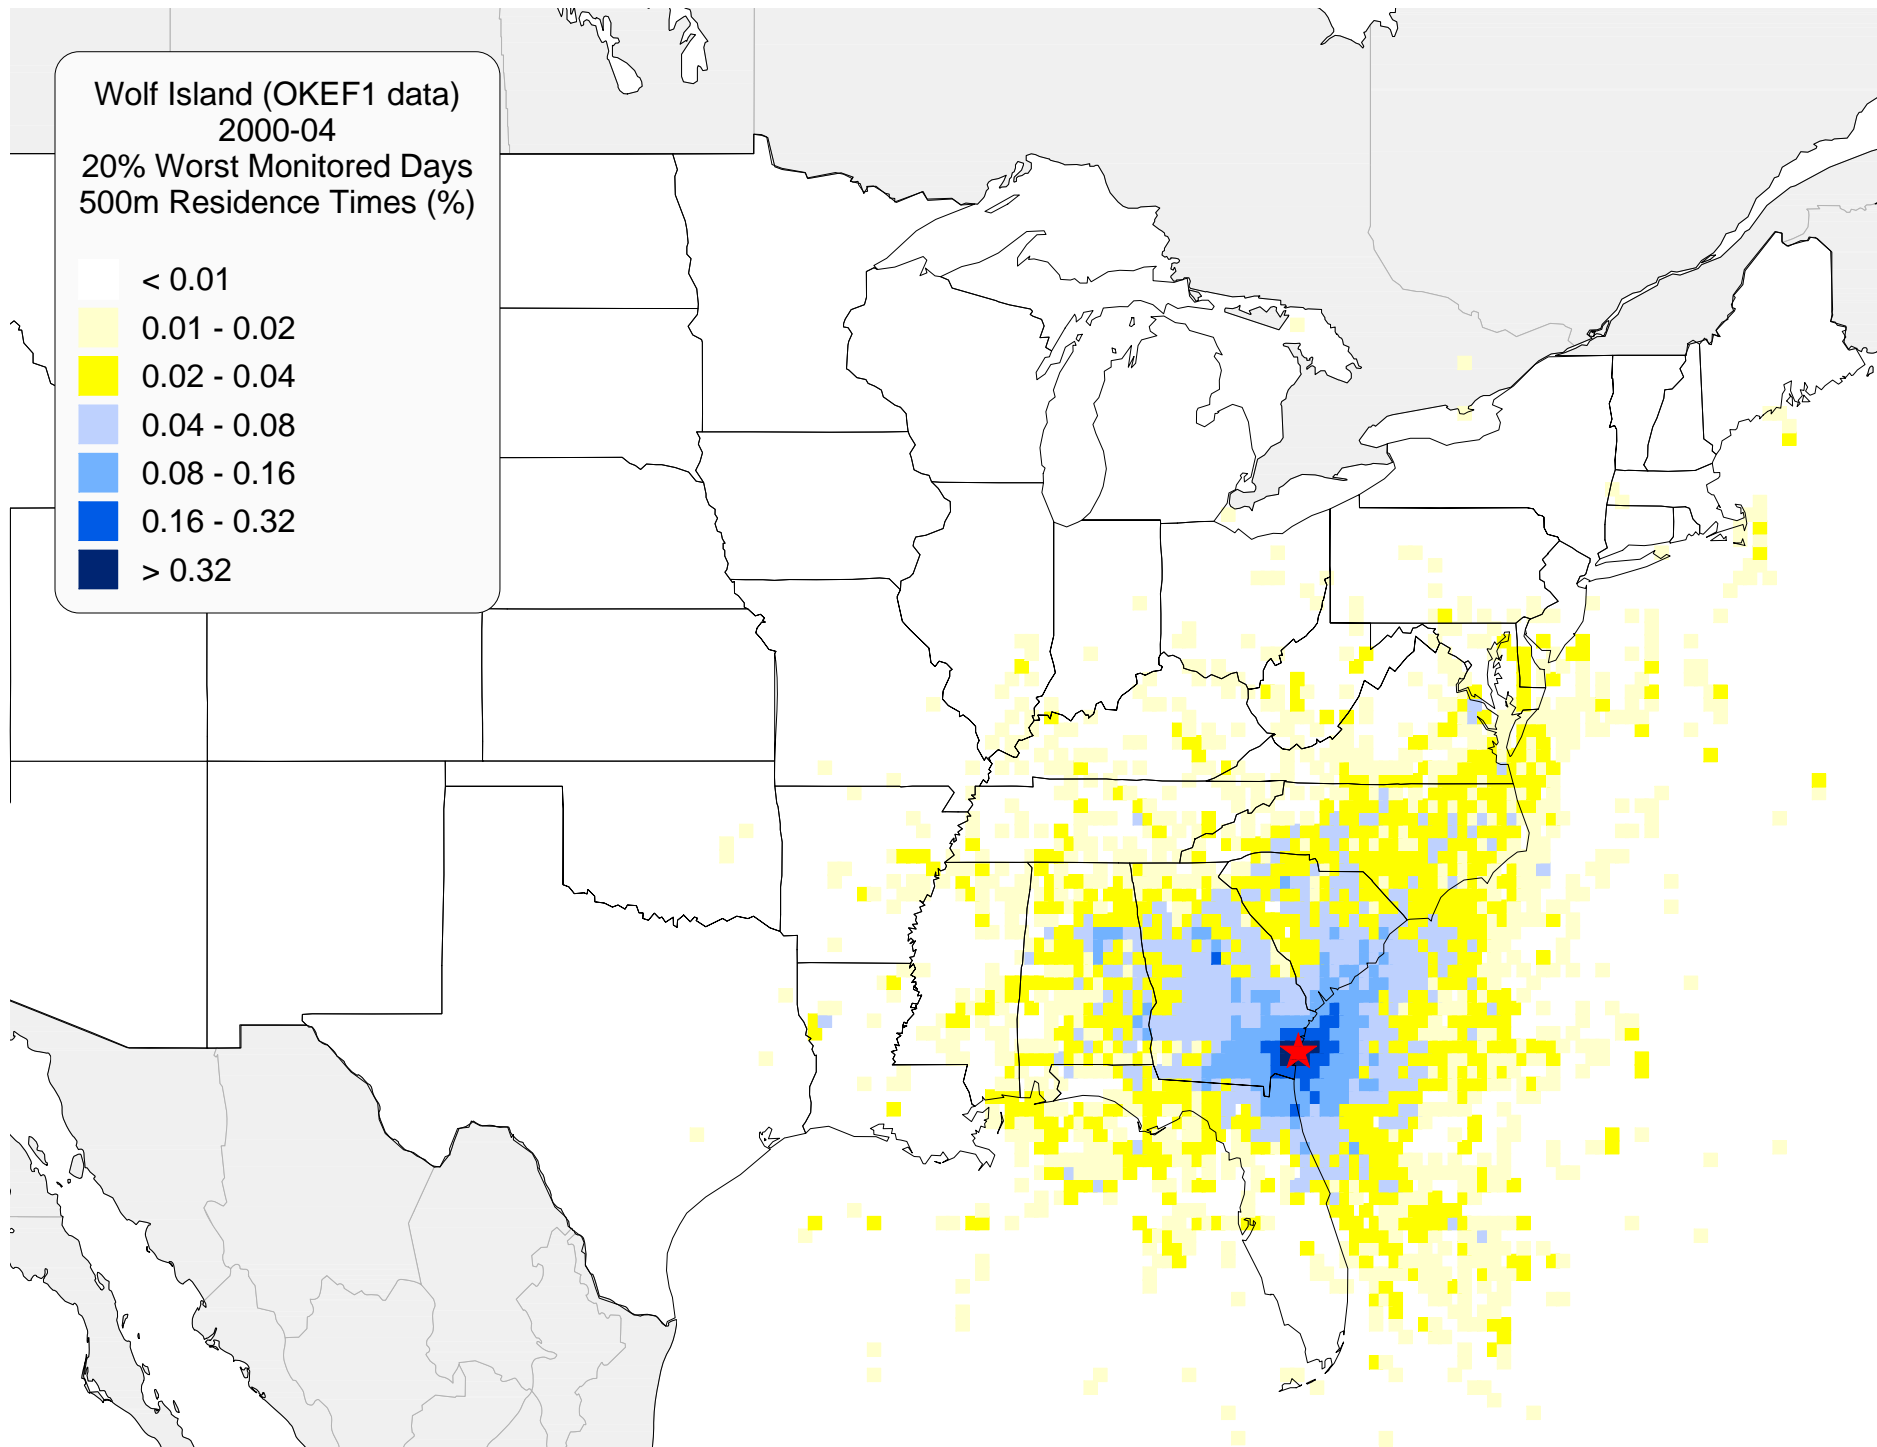 Wolf Island (OKEF1 data)
2000-04
20% Worst Monitored Days
500m Residence Times (%)
< 0.01
0.01 - 0.02
0.02 - 0.04
0.04 - 0.08
0.08 - 0.16
0.16 - 0.32
> 0.32